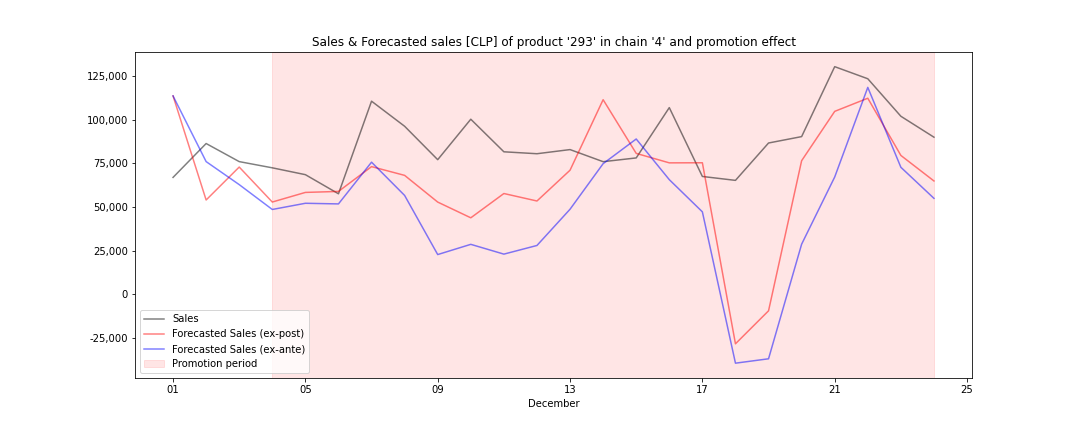 Sales & Forecasted sales [CLP] of product '293' in chain '4' and promotion effect
125,000
100,000
75,000
50,000
25,000
0
-25,000
Sales
Forecasted Sales (ex-post)
Forecasted Sales (ex-ante)
Promotion period
01 05 09 13 17 21 25
December